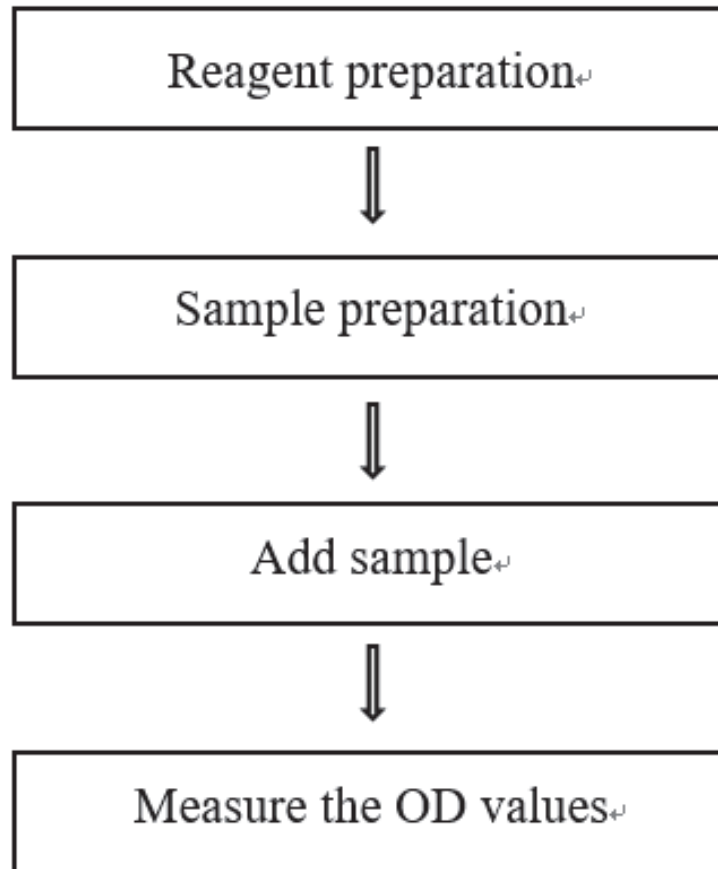 Reagent preparation
Sample preparation
Add sample
Measure the OD values